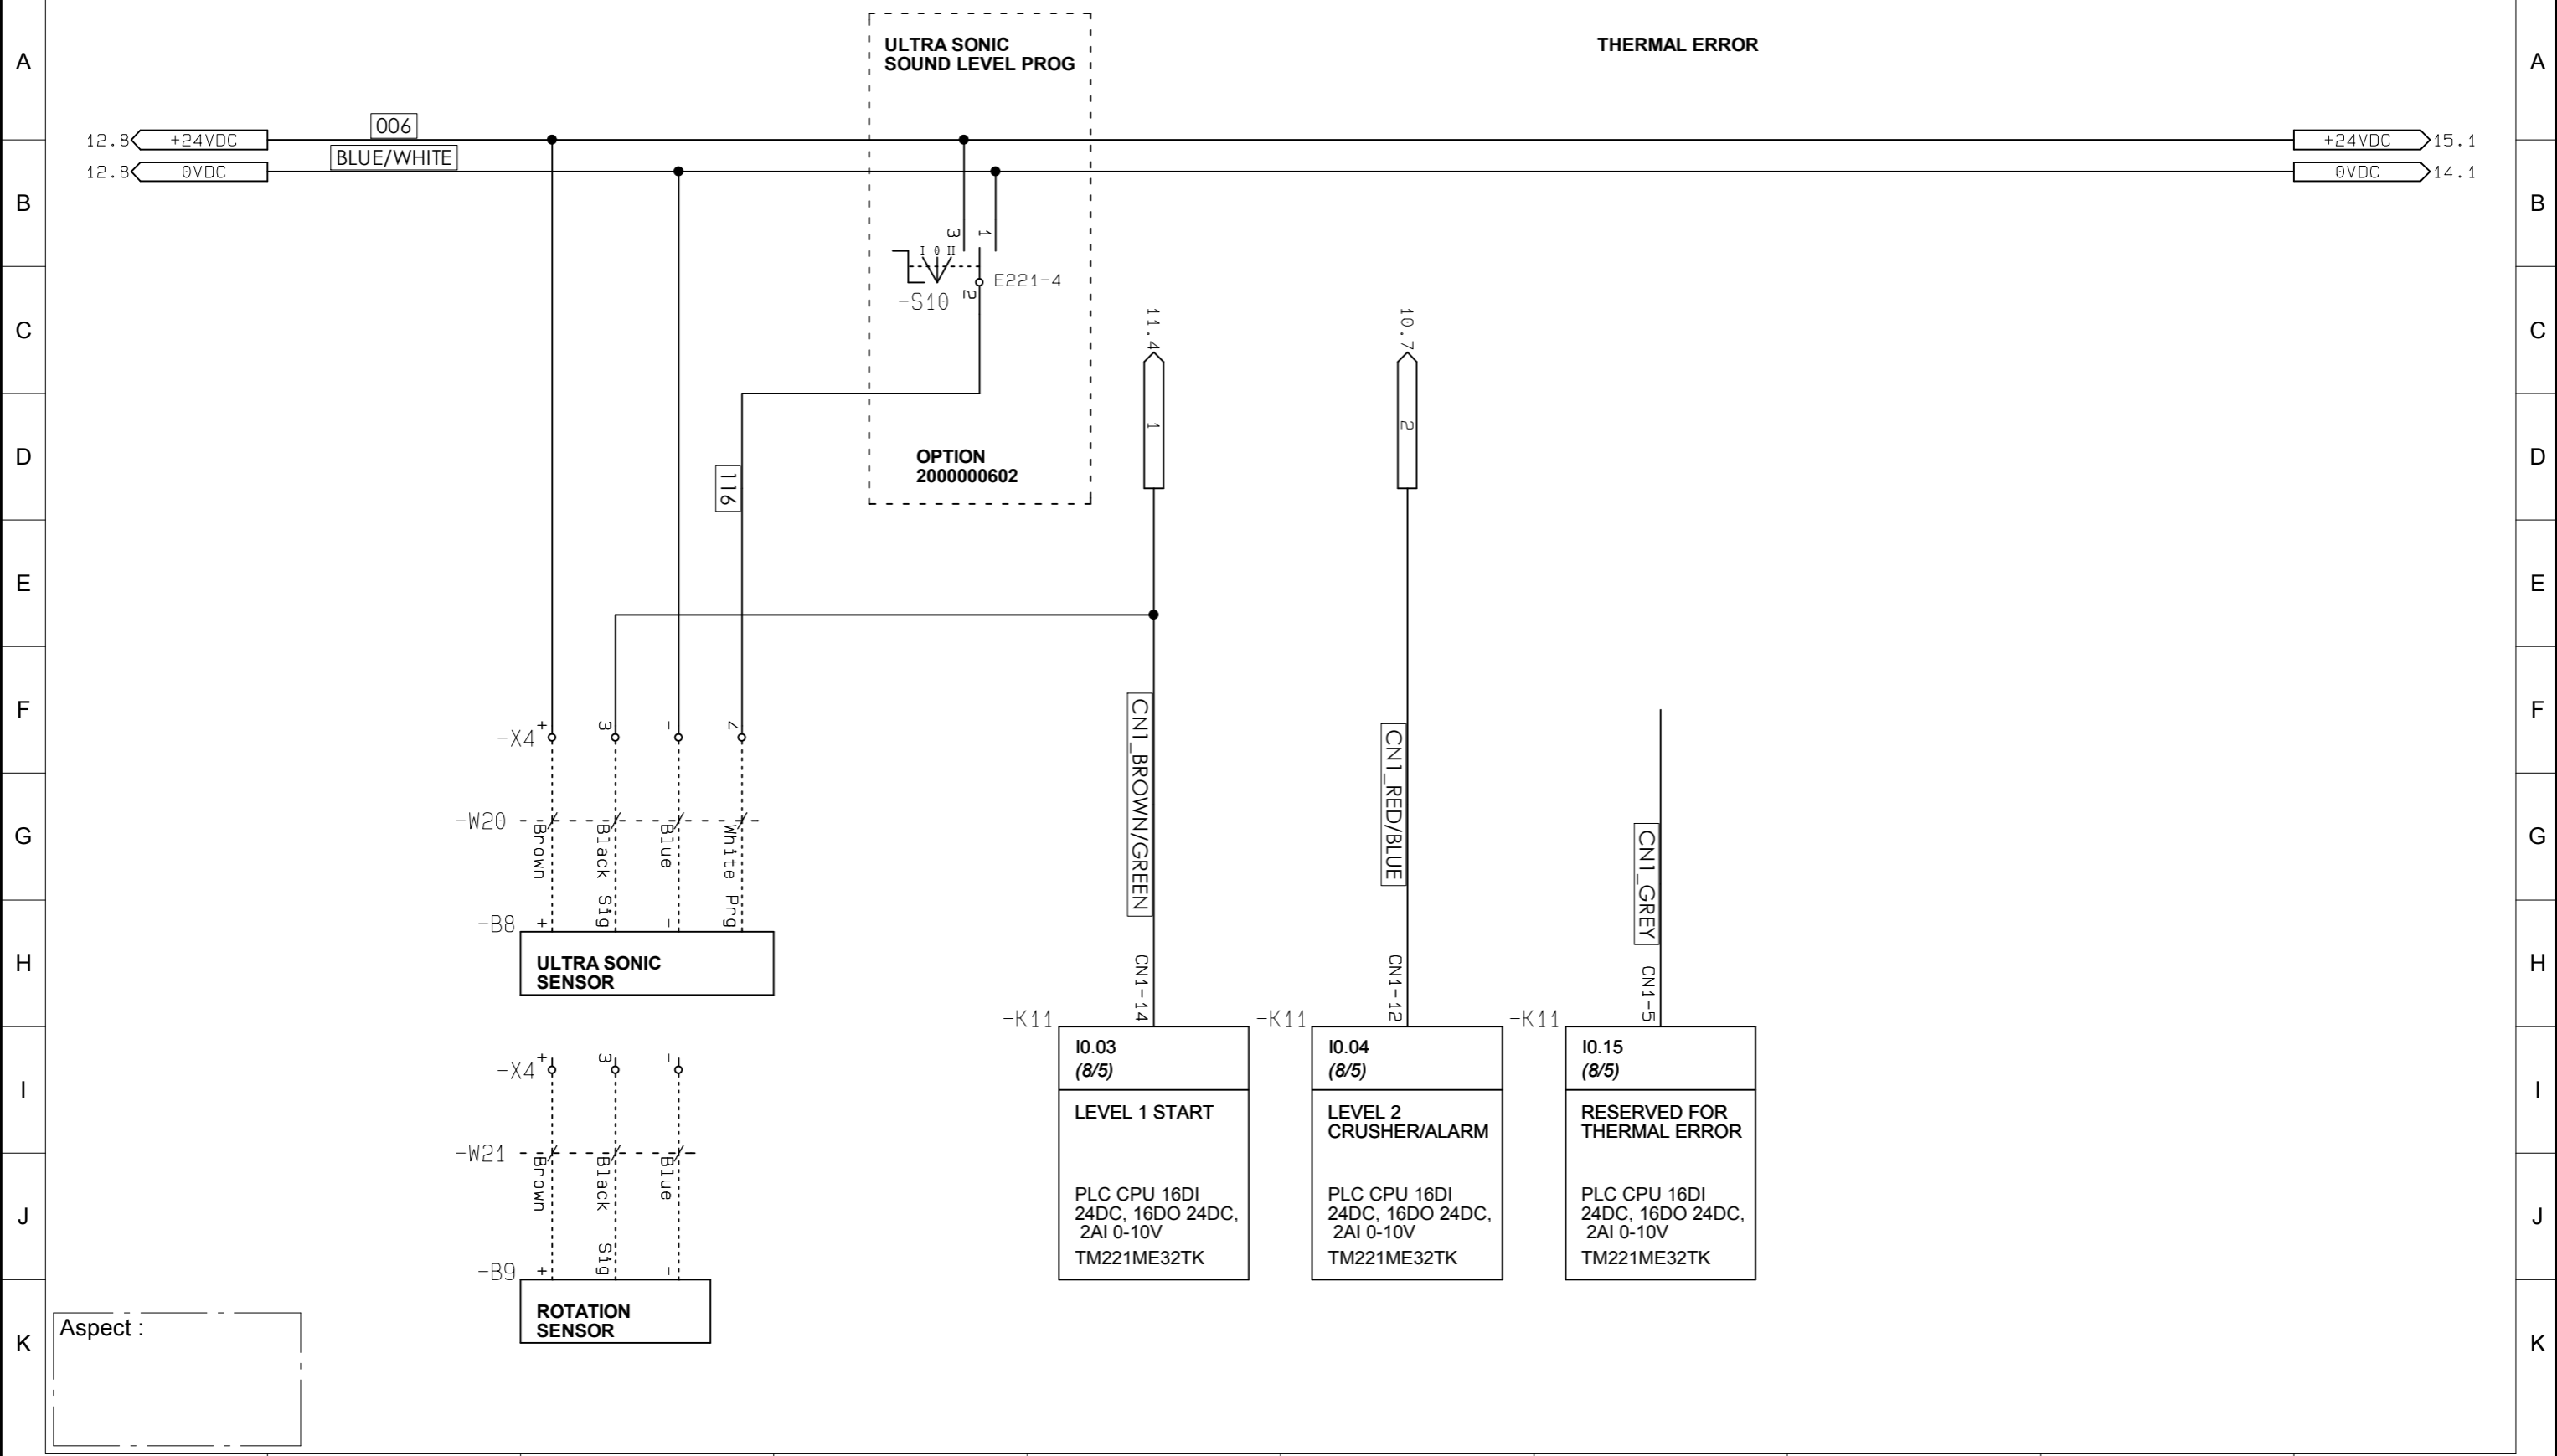 A
A
ULTRA SONIC
SOUND LEVEL PROG
THERMAL ERROR
006
12.8
+24VDC
+24VDC
15.1
BLUE/WHITE
12.8
0VDC
0VDC
14.1
B
B
3
1
I 0 II
E221-4
-S10
2
C
C
11.4
10.7
1
2
D
D
OPTION
2000000602
116
E
E
F
F
-X4
+
3
-
4
CN1_BROWN/GREEN
CN1_RED/BLUE
CN1_GREY
G
G
-W20
Brown
Black
Blue
White
Sig
Prg
-B8
+
-
H
H
ULTRA SONIC
SENSOR
CN1-14
CN1-12
CN1-5
-K11
-K11
-K11
I
I
-X4
+
3
-
I0.03
(8/5)
LEVEL 1 START
PLC CPU 16DI
24DC, 16DO 24DC,
2AI 0-10V
TM221ME32TK
I0.04
(8/5)
LEVEL 2
CRUSHER/ALARM
PLC CPU 16DI
24DC, 16DO 24DC,
2AI 0-10V
TM221ME32TK
I0.15
(8/5)
RESERVED FOR
THERMAL ERROR
PLC CPU 16DI
24DC, 16DO 24DC,
2AI 0-10V
TM221ME32TK
-W21
Brown
Black
Blue
J
J
Sig
-B9
+
-
ROTATION
SENSOR
K
K
Aspect :